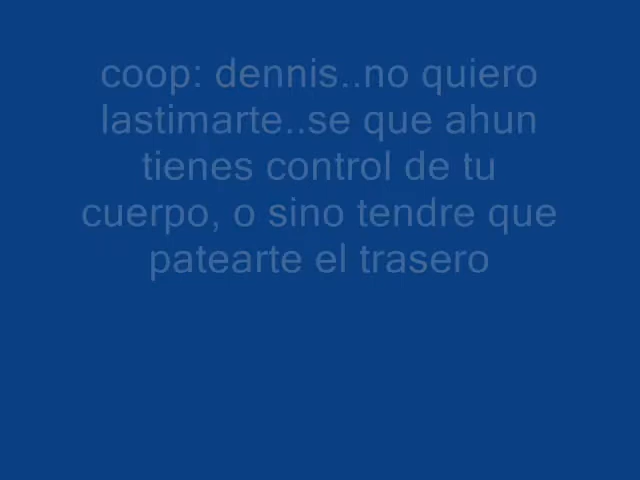 coop: dennis..no quiero
lastimarte..se que ahun
tienes control de tu
cuerpo, o sino tendre que
patearte el trasero